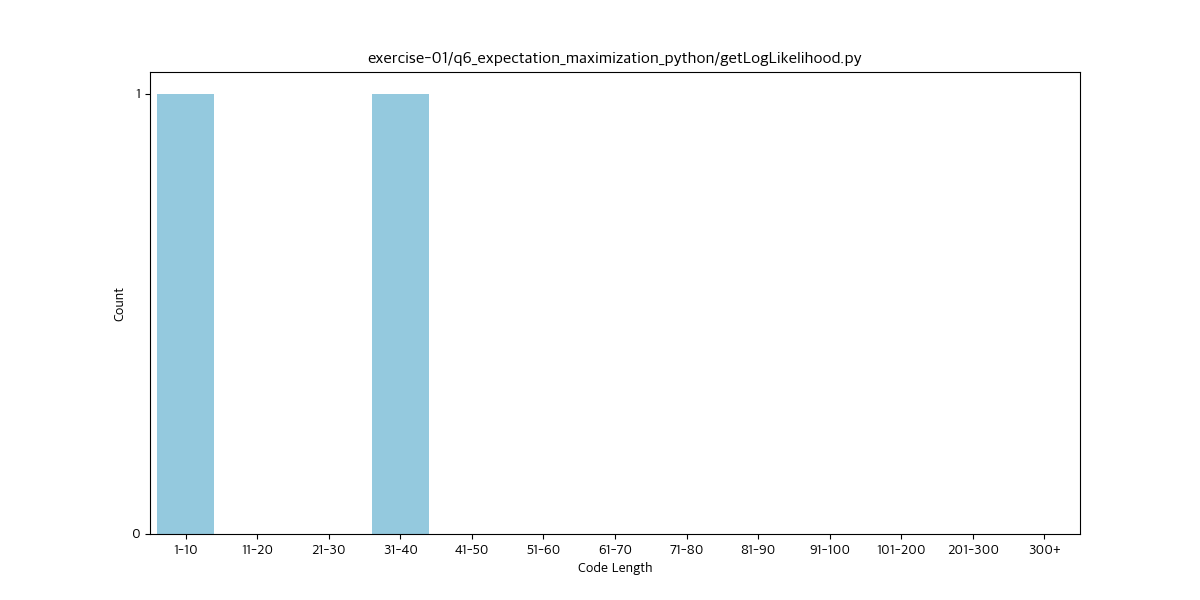 exercise-01/q6_expectation_maximization_python/getLogLikelihood.py
1
Count
0
1-10 11-20 21-30 31-40 41-50 51-60 61-70 71-80 81-90 91-100 101-200 201-300 300+
Code Length